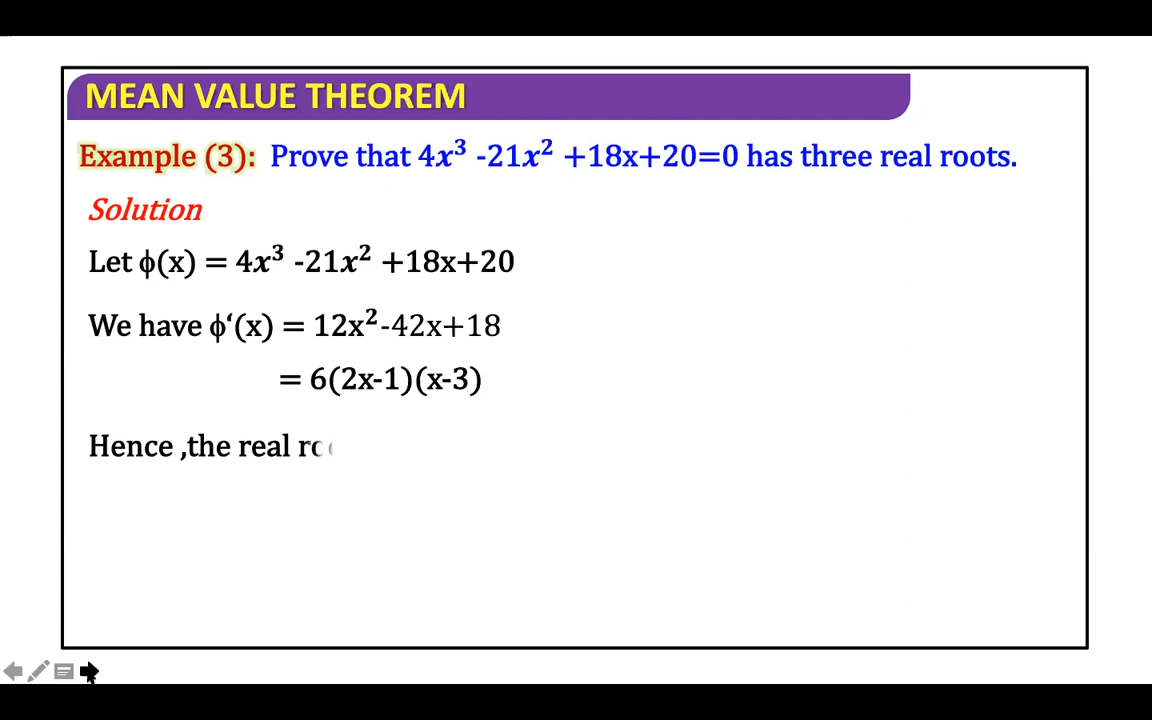 MEAN VALUE THEOREM
Example (3): Prove that 4x³ -21x² +18x+20=0 has three real roots.
Solution
Let ϕ(x) = 4x³ -21x² +18x+20
We have ϕ‘(x) = 12x²-42x+18
= 6(2x-1)(x-3)
Hence ,the real